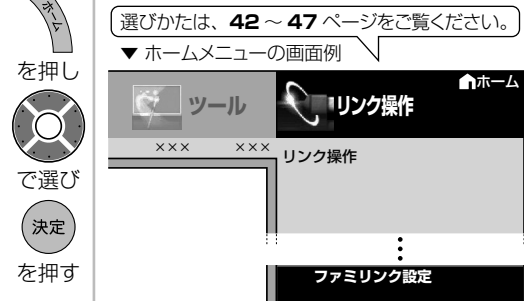 ホーム
を押し
で選び
決定
を押す
選びかたは、42～47ページをご覧ください。
▼ ホームメニューの画面例
ホーム
ツール
リンク操作
××× ×××
リンク操作
ファミリンク設定